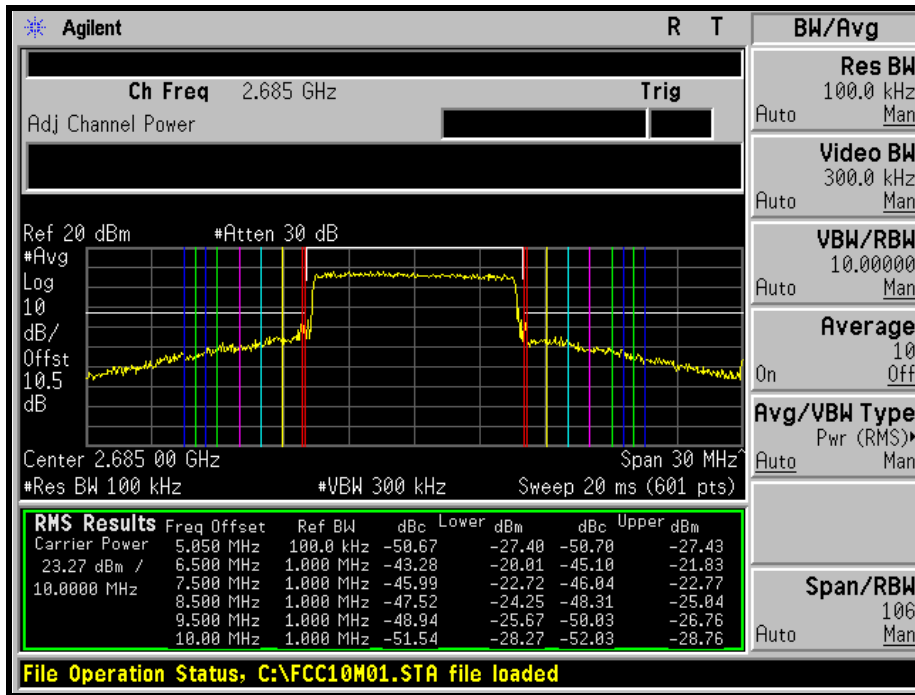 Agilent R T BW/Avg
Ch Freq 2.685 GHz Trig
Adj Channel Power
Ref 20 dBm #Atten 30 dB
#Avg
Log
10
dB/
Offst
10.5
dB
Center 2.685 00 GHz Span 30 MHz^
#Res BW 100 kHz #VBW 300 kHz Sweep 20 ms (601 pts)
RMS Results Freq Offset Ref BW dBc Lower dBm dBc Upper dBm
Carrier Power 5.050 MHz 100.0 kHz -50.67 -27.40 -50.70 -27.43
23.27 dBm / 6.500 MHz 1.000 MHz -43.28 -20.01 -45.10 -21.83
10.0000 MHz 7.500 MHz 1.000 MHz -45.99 -22.72 -46.04 -22.77
8.500 MHz 1.000 MHz -47.52 -24.25 -48.31 -25.04
9.500 MHz 1.000 MHz -48.94 -25.67 -50.03 -26.76
10.00 MHz 1.000 MHz -51.54 -28.27 -52.03 -28.76
File Operation Status, C:\FCC10M01.STA file loaded
Res BW
100.0 kHz
Auto Man
Video BW
300.0 kHz
Auto Man
VBW/RBW
10.00000
Auto Man
Average
10
On Off
Avg/VBW Type
Pwr (RMS)▸
Auto Man
Span/RBW
106
Auto Man